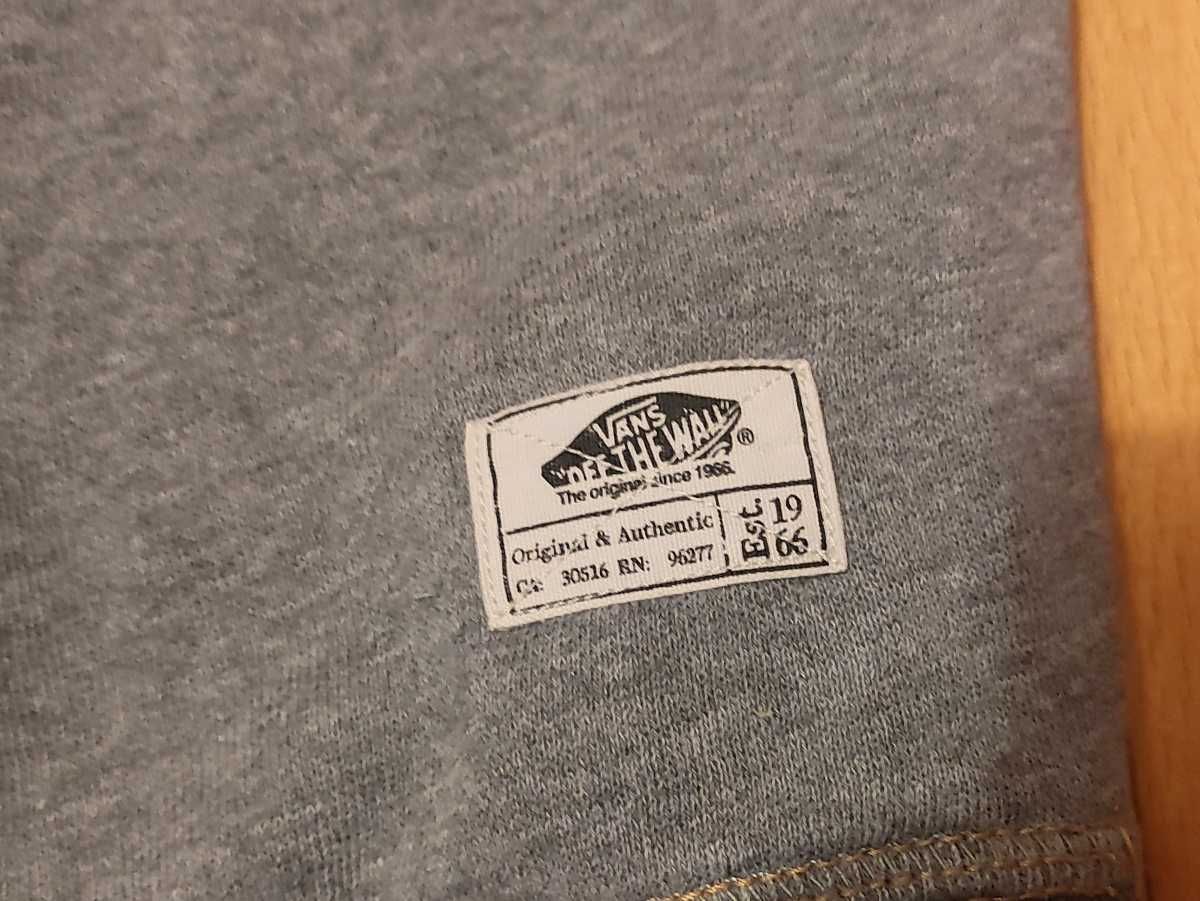 VANS
"OFF THE WALL"
®
The original since 1966.
Original & Authentic
CA: 30516 RN: 96277
Est.
19
66